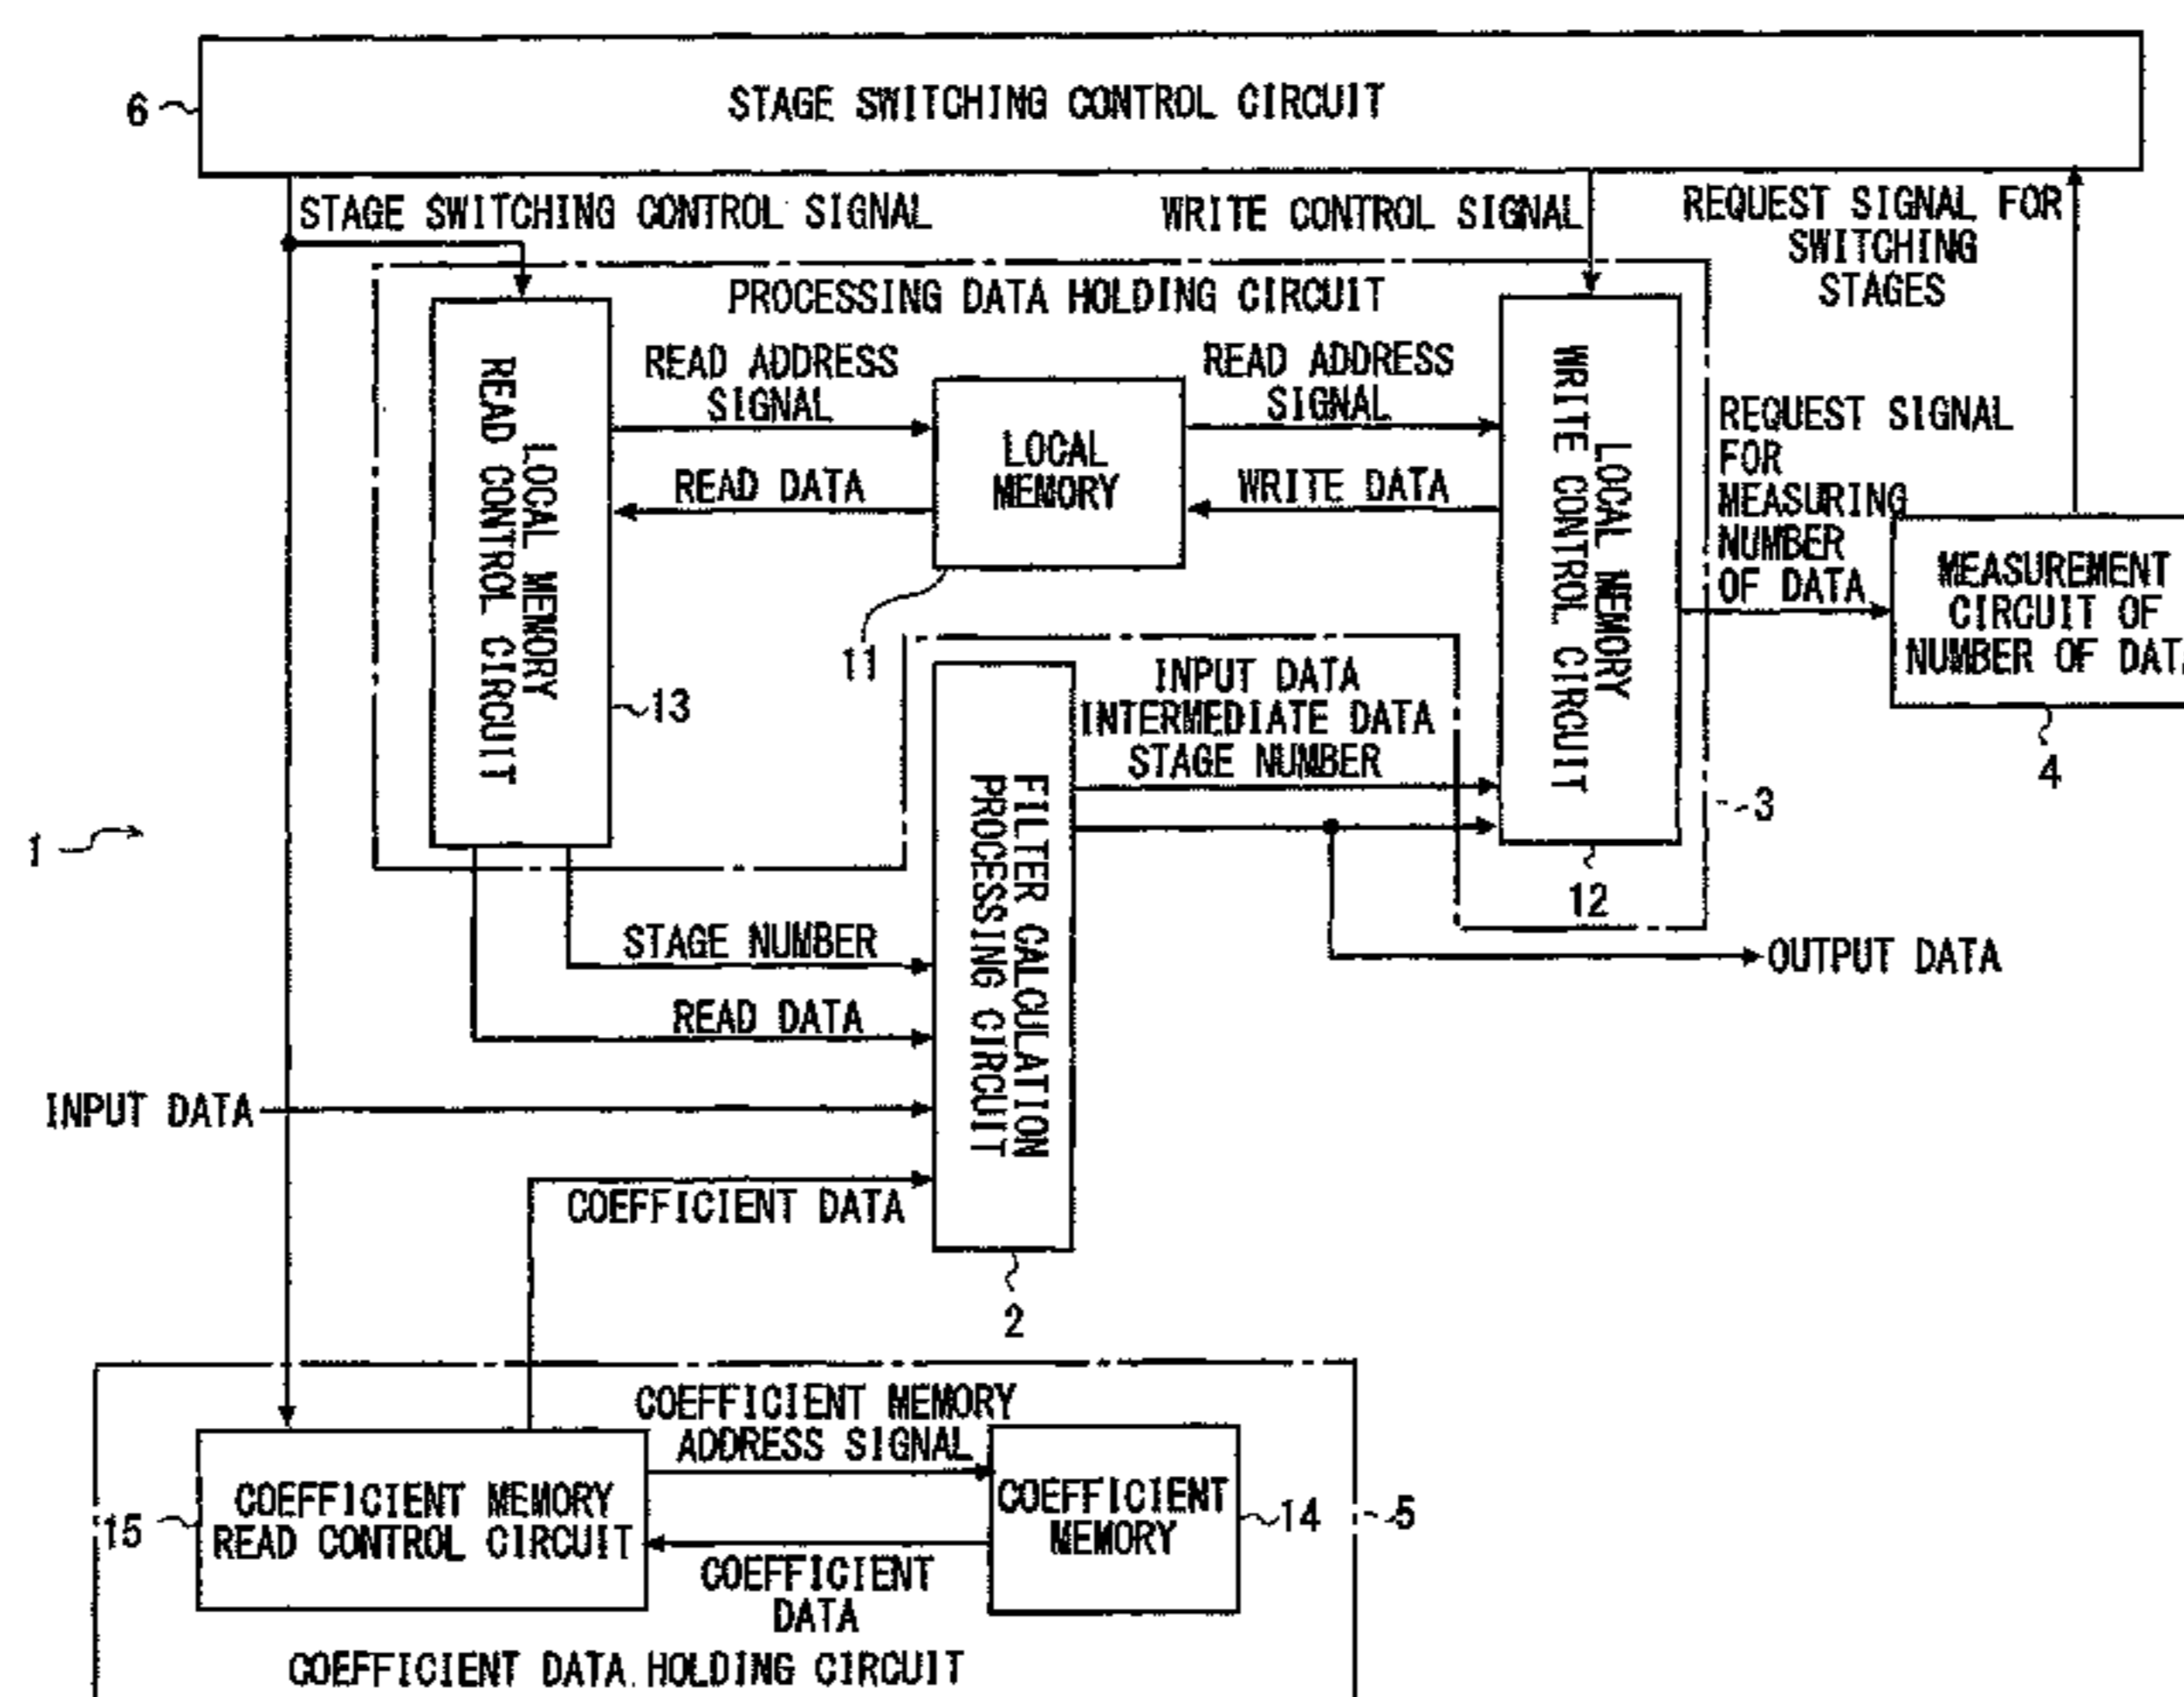 6
STAGE SWITCHING CONTROL CIRCUIT
STAGE SWITCHING CONTROL SIGNAL
WRITE CONTROL SIGNAL
REQUEST SIGNAL FOR
SWITCHING
STAGES
PROCESSING DATA HOLDING CIRCUIT
LOCAL MEMORY
READ CONTROL CIRCUIT
13
READ ADDRESS
SIGNAL
READ DATA
LOCAL
MEMORY
11
READ ADDRESS
SIGNAL
WRITE DATA
LOCAL MEMORY
WRITE CONTROL CIRCUIT
12
REQUEST SIGNAL
FOR
MEASURING
NUMBER
OF DATA
MEASUREMENT
CIRCUIT OF
NUMBER OF DAT
4
3
1
INPUT DATA
INTERMEDIATE DATA
STAGE NUMBER
FILTER CALCULATION
PROCESSING CIRCUIT
2
OUTPUT DATA
STAGE NUMBER
READ DATA
INPUT DATA
COEFFICIENT DATA
COEFFICIENT MEMORY
ADDRESS SIGNAL
15
COEFFICIENT MEMORY
READ CONTROL CIRCUIT
COEFFICIENT
MEMORY
14
5
COEFFICIENT
DATA
COEFFICIENT DATA HOLDING CIRCUIT